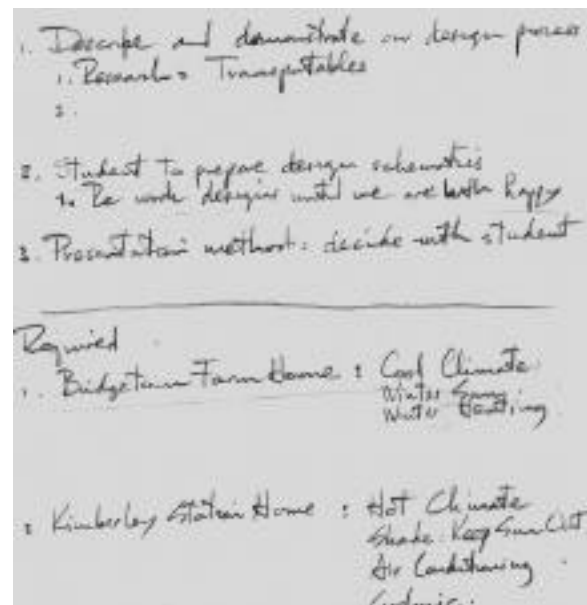 1. Describe and demonstrate our design process
1. Research: Transportables
2.
2. Student to prepare design schematics
1. Re work designs until we are both happy
3. Presentation method: decide with student
Required
1. Bridgetown Farm Home : Cool Climate
Winter Sun
Winter Heating
2 Kimberley Station Home : Hot Climate
Shade. Keep Sun Out
Air Conditioning